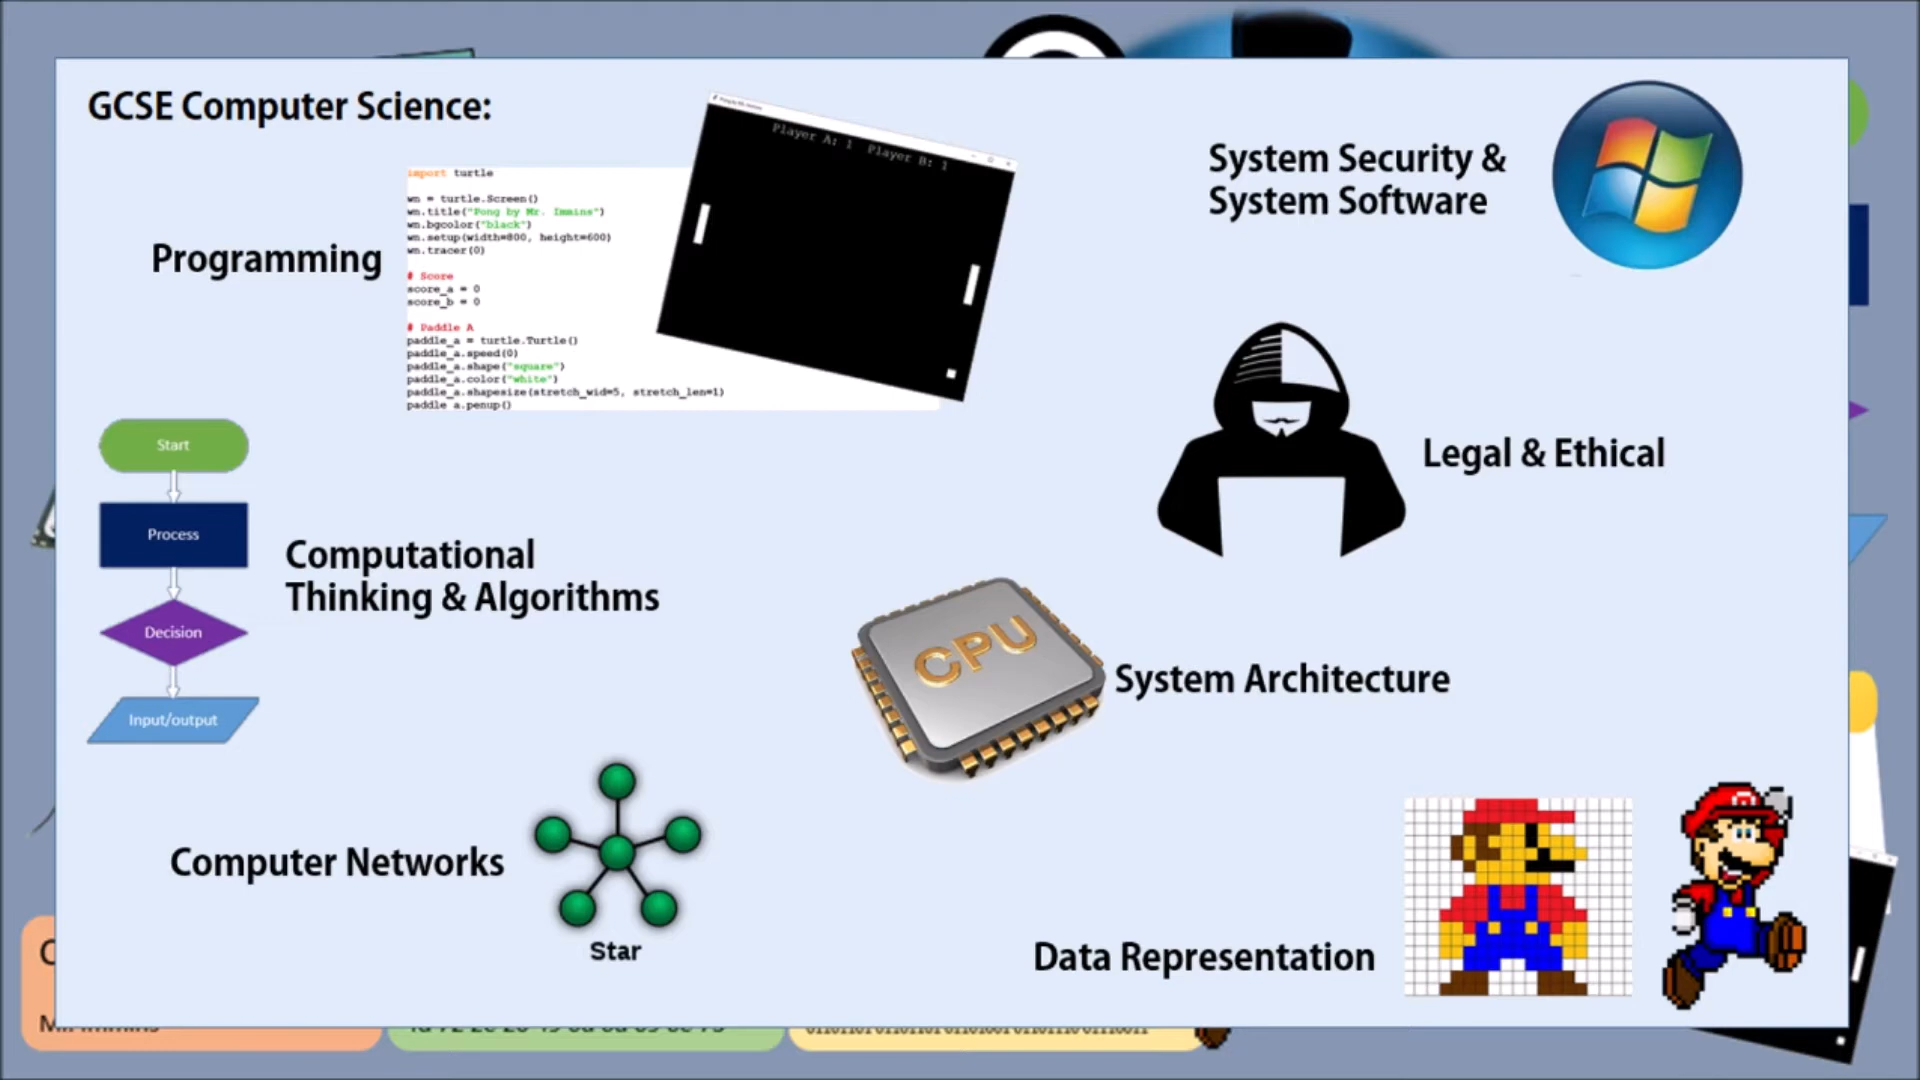 GCSE Computer Science:
Player A: 1 Player B: 1
System Security &
System Software
import turtle
wn = turtle.Screen()
wn.title("Pong by Mr. Immins")
wn.bgcolor("black")
wn.setup(width=800, height=600)
wn.tracer(0)
Programming
# Score
score_a = 0
score_b = 0
# Paddle A
paddle_a = turtle.Turtle()
paddle_a.speed(0)
paddle_a.shape("square")
paddle_a.color("white")
paddle_a.shapesize(stretch_wid=5, stretch_len=1)
paddle_a.penup()
Legal & Ethical
Start
Process
Decision
Input/output
Computational
Thinking & Algorithms
CPU
System Architecture
Computer Networks
Star
Data Representation